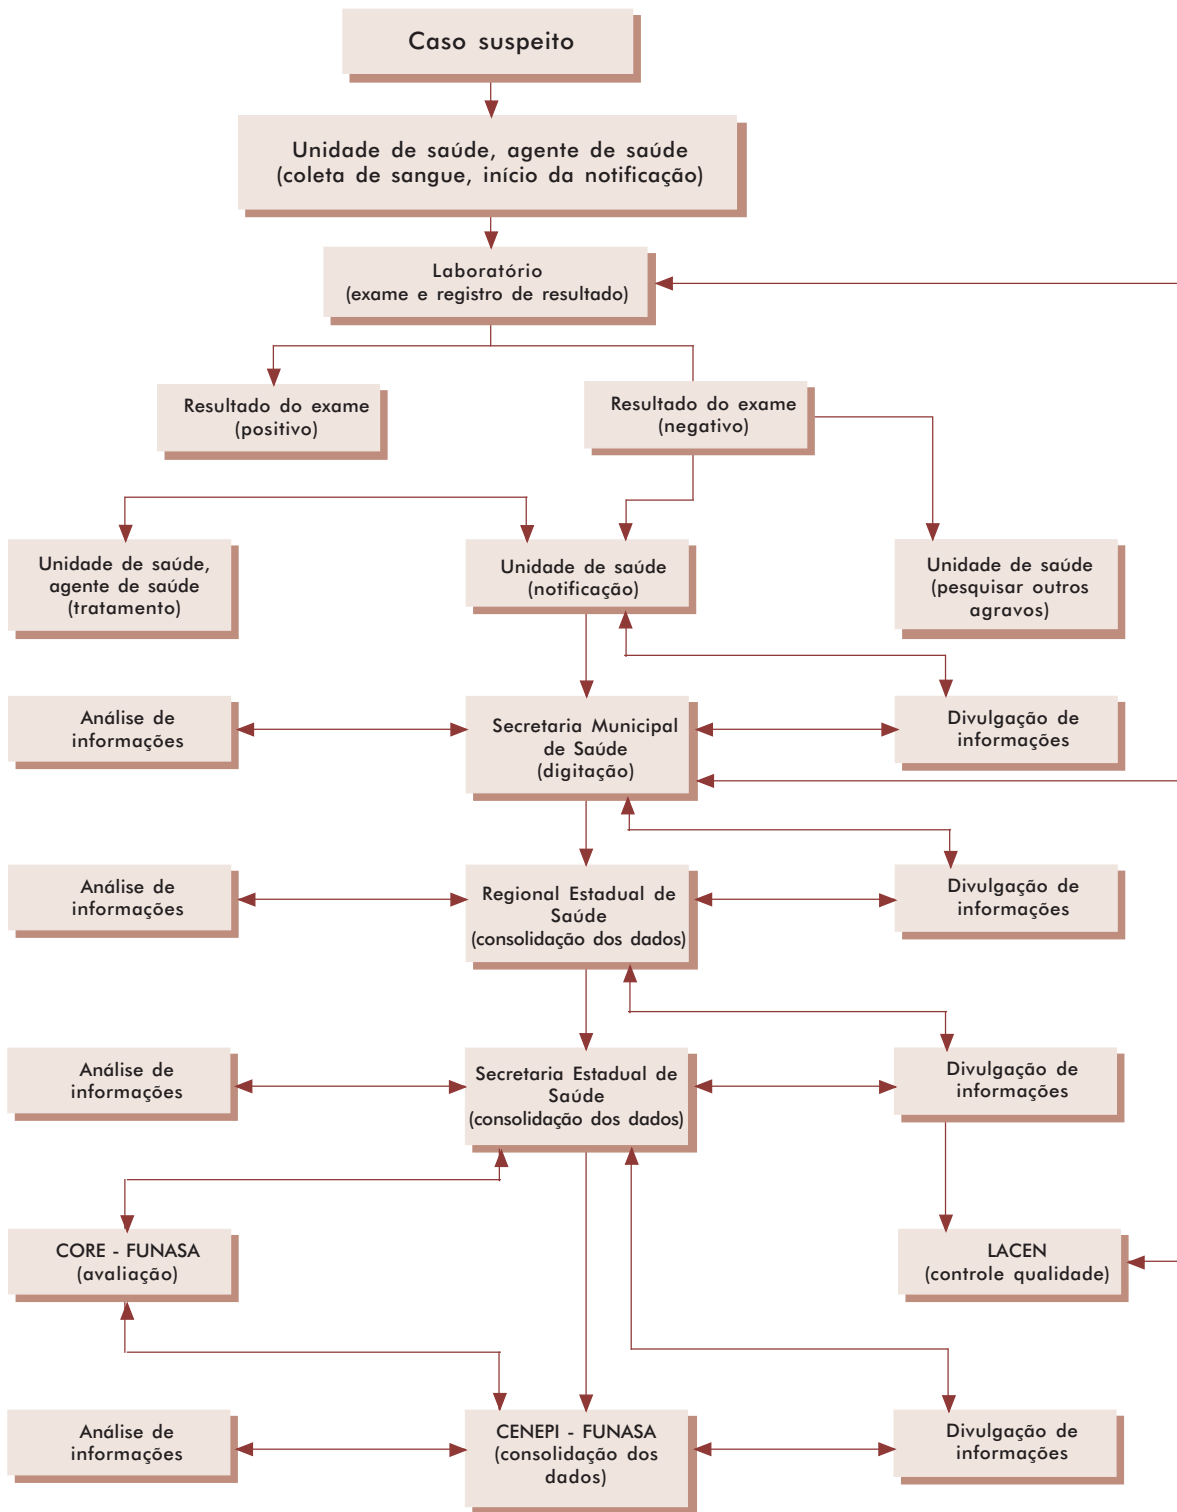 Caso suspeito
Unidade de saúde, agente de saúde
(coleta de sangue, início da notificação)
Laboratório
(exame e registro de resultado)
Resultado do exame
(positivo)
Resultado do exame
(negativo)
Unidade de saúde,
agente de saúde
(tratamento)
Unidade de saúde
(notificação)
Unidade de saúde
(pesquisar outros
agravos)
Análise de
informações
Secretaria Municipal
de Saúde
(digitação)
Divulgação de
informações
Análise de
informações
Regional Estadual de
Saúde
(consolidação dos dados)
Divulgação de
informações
Análise de
informações
Secretaria Estadual de
Saúde
(consolidação dos dados)
Divulgação de
informações
CORE - FUNASA
(avaliação)
LACEN
(controle qualidade)
Análise de
informações
CENEPI - FUNASA
(consolidação dos
dados)
Divulgação de
informações